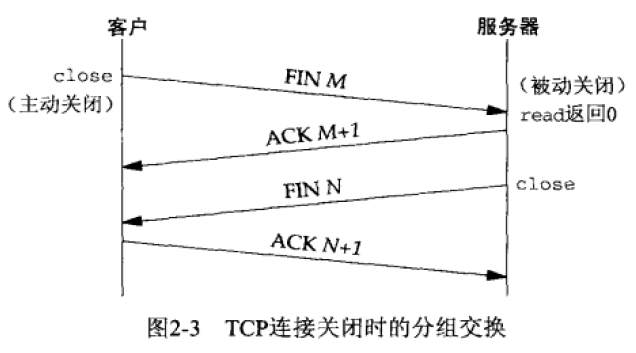 客户 服务器
close
（主动关闭）
FIN M
（被动关闭）
read返回0
ACK M+1
FIN N
close
ACK N+1
图2-3 TCP连接关闭时的分组交换